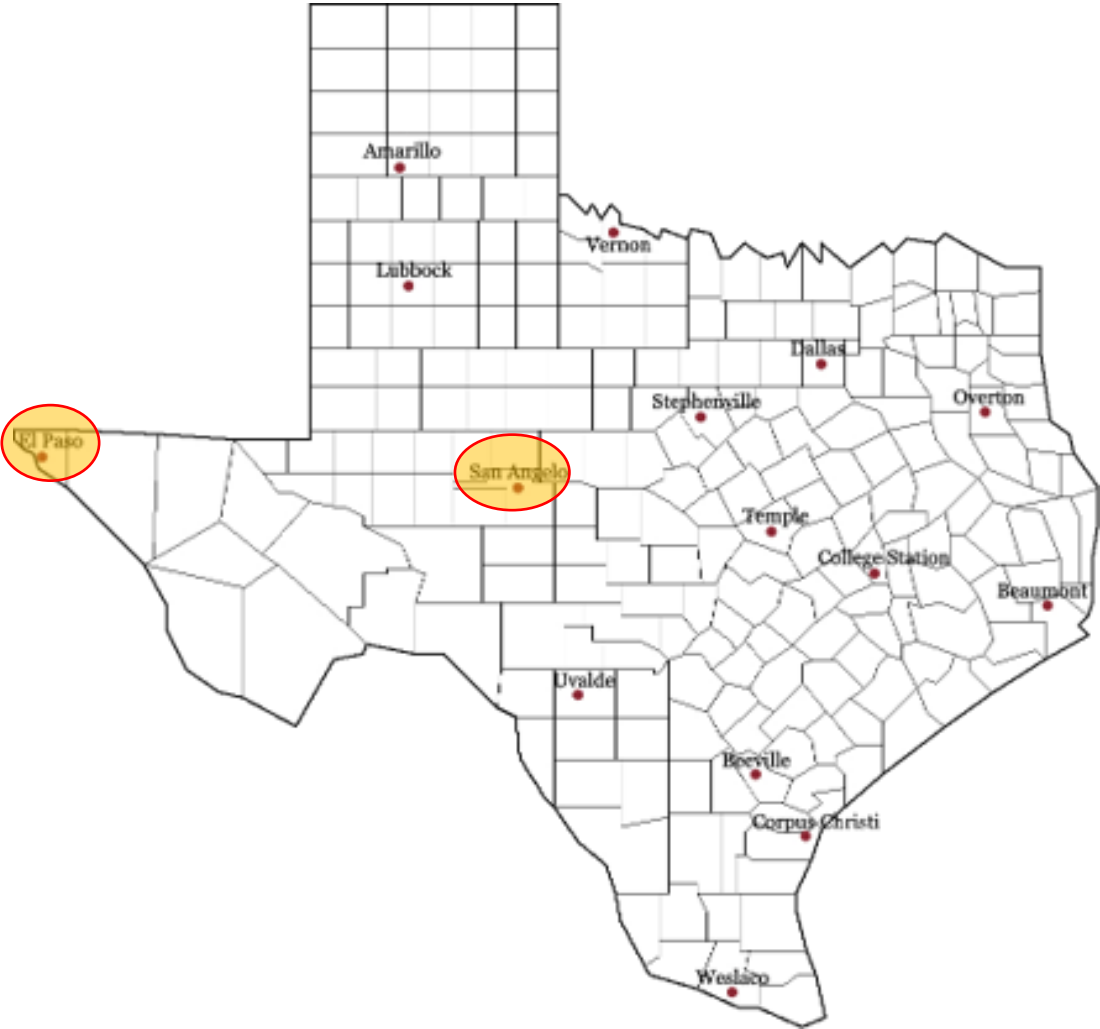 Amarillo
Vernon
Lubbock
Dallas
Overton
Stephenville
El Paso
San Angelo
Temple
College Station
Beaumont
Uvalde
Beeville
Corpus Christi
Weslaco